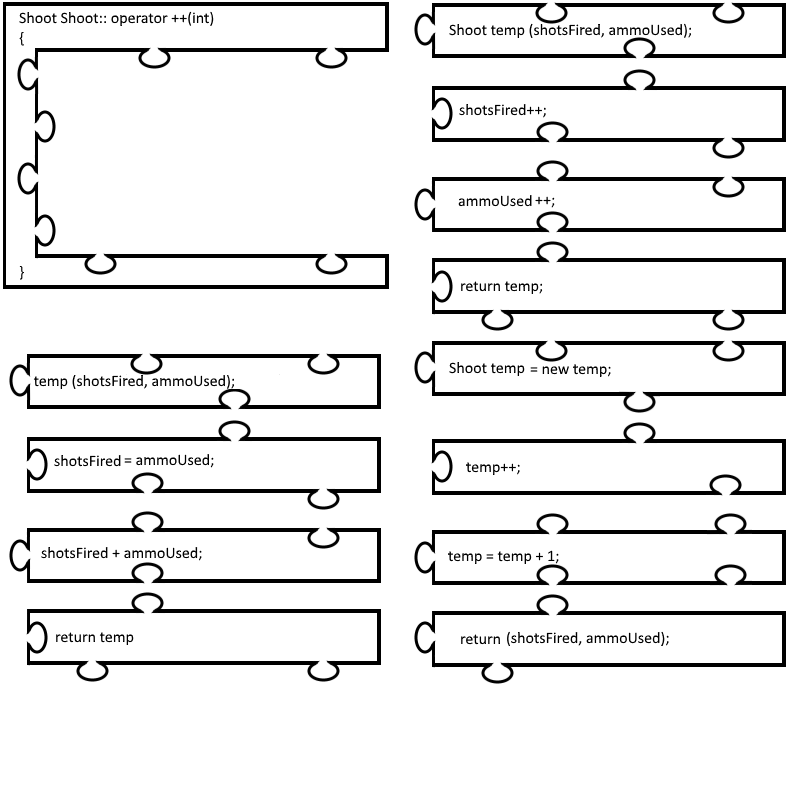 Shoot Shoot:: operator ++(int)
{
}
temp (shotsFired, ammoUsed);
shotsFired = ammoUsed;
shotsFired + ammoUsed;
return temp
Shoot temp (shotsFired, ammoUsed);
shotsFired++;
ammoUsed ++;
return temp;
Shoot temp = new temp;
temp++;
temp = temp + 1;
return (shotsFired, ammoUsed);